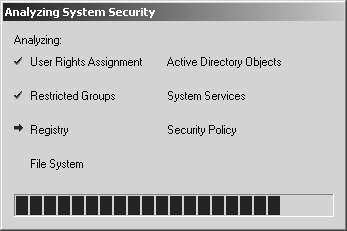 Analyzing System Security
Analyzing:
User Rights Assignment
Active Directory Objects
Restricted Groups
System Services
Registry
Security Policy
File System